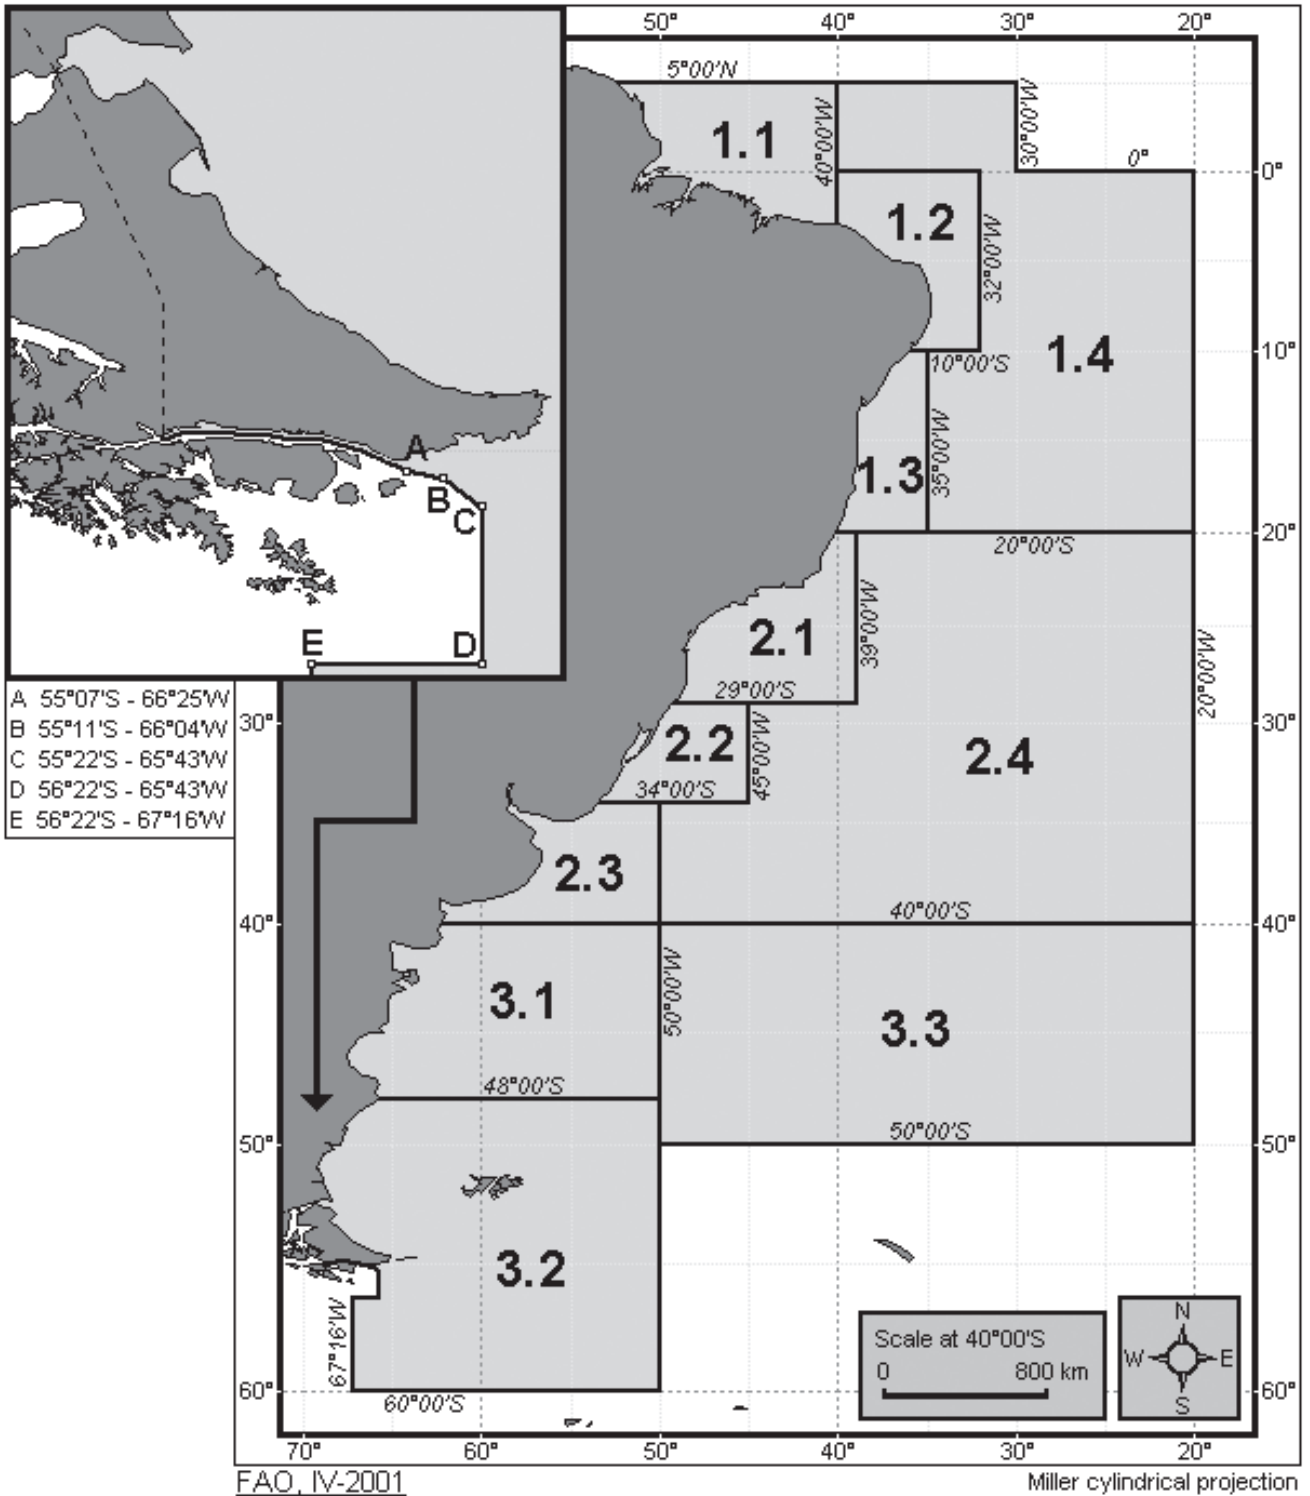 50° 40° 30° 20°
5°00'N
1.1
40°00'W
30°00'W
0°
0°
1.2
32°00'W
10°00'S
1.4
10°
1.3
35°00'W
20°00'S
20°
2.1
39°00'W
29°00'S
20°00'W
A
B
C
D
E
A 55°07'S - 66°25'W
B 55°11'S - 66°04'W
C 55°22'S - 65°43'W
D 56°22'S - 65°43'W
E 56°22'S - 67°16'W
30°
30°
2.2
45°00'W
34°00'S
2.4
2.3
40°00'S
40°
40°
3.1
50°00'W
3.3
48°00'S
50°00'S
50°
50°
3.2
67°16'W
60°00'S
60°
60°
Scale at 40°00'S
0 800 km
N
W E
S
70° 60° 50° 40° 30° 20°
FAO, IV-2001
Miller cylindrical projection